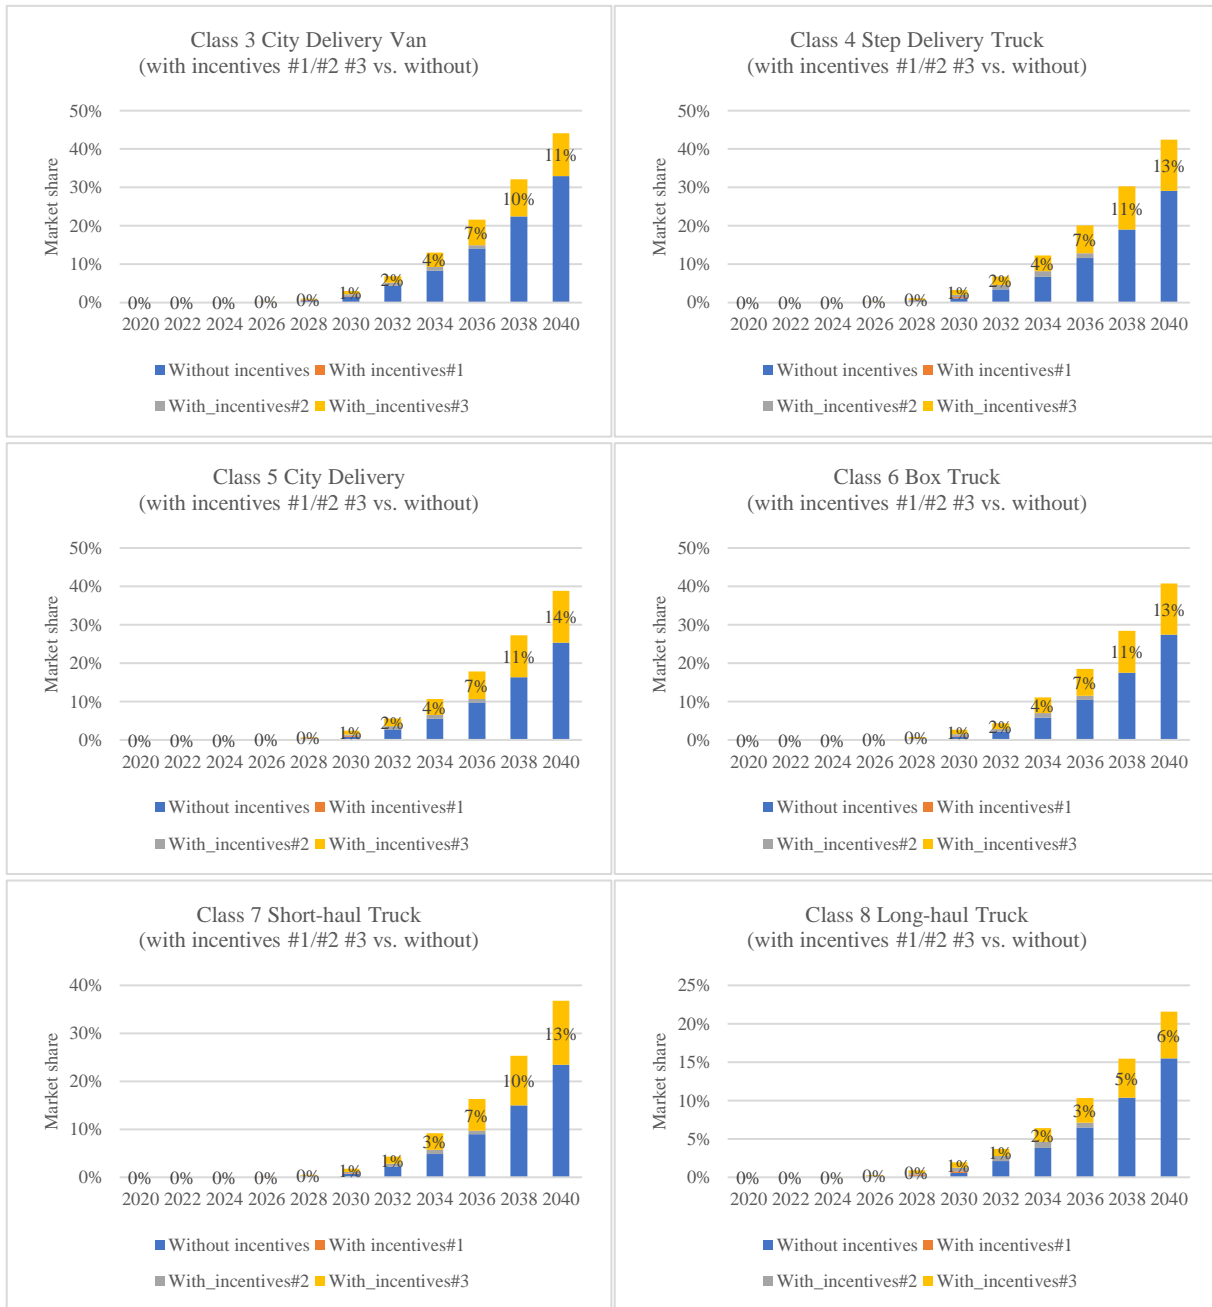 Class 3 City Delivery Van
(with incentives #1/#2 #3 vs. without)
Market share
50%
40%
30%
20%
10%
0%
0% 0% 0% 0% 0% 1% 2% 4% 7% 10% 11%
2020 2022 2024 2026 2028 2030 2032 2034 2036 2038 2040
Without incentives With incentives#1
With_incentives#2 With_incentives#3
Class 4 Step Delivery Truck
(with incentives #1/#2 #3 vs. without)
Market share
50%
40%
30%
20%
10%
0%
0% 0% 0% 0% 0% 1% 2% 4% 7% 11% 13%
2020 2022 2024 2026 2028 2030 2032 2034 2036 2038 2040
Without incentives With incentives#1
With_incentives#2 With_incentives#3
Class 5 City Delivery
(with incentives #1/#2 #3 vs. without)
Market share
50%
40%
30%
20%
10%
0%
0% 0% 0% 0% 0% 1% 2% 4% 7% 11% 14%
2020 2022 2024 2026 2028 2030 2032 2034 2036 2038 2040
Without incentives With incentives#1
With_incentives#2 With_incentives#3
Class 6 Box Truck
(with incentives #1/#2 #3 vs. without)
Market share
50%
40%
30%
20%
10%
0%
0% 0% 0% 0% 0% 1% 2% 4% 7% 11% 13%
2020 2022 2024 2026 2028 2030 2032 2034 2036 2038 2040
Without incentives With incentives#1
With_incentives#2 With_incentives#3
Class 7 Short-haul Truck
(with incentives #1/#2 #3 vs. without)
Market share
40%
30%
20%
10%
0%
0% 0% 0% 0% 0% 1% 1% 3% 7% 10% 13%
2020 2022 2024 2026 2028 2030 2032 2034 2036 2038 2040
Without incentives With incentives#1
With_incentives#2 With_incentives#3
Class 8 Long-haul Truck
(with incentives #1/#2 #3 vs. without)
Market share
25%
20%
15%
10%
5%
0%
0% 0% 0% 0% 0% 1% 1% 2% 3% 5% 6%
2020 2022 2024 2026 2028 2030 2032 2034 2036 2038 2040
Without incentives With incentives#1
With_incentives#2 With_incentives#3